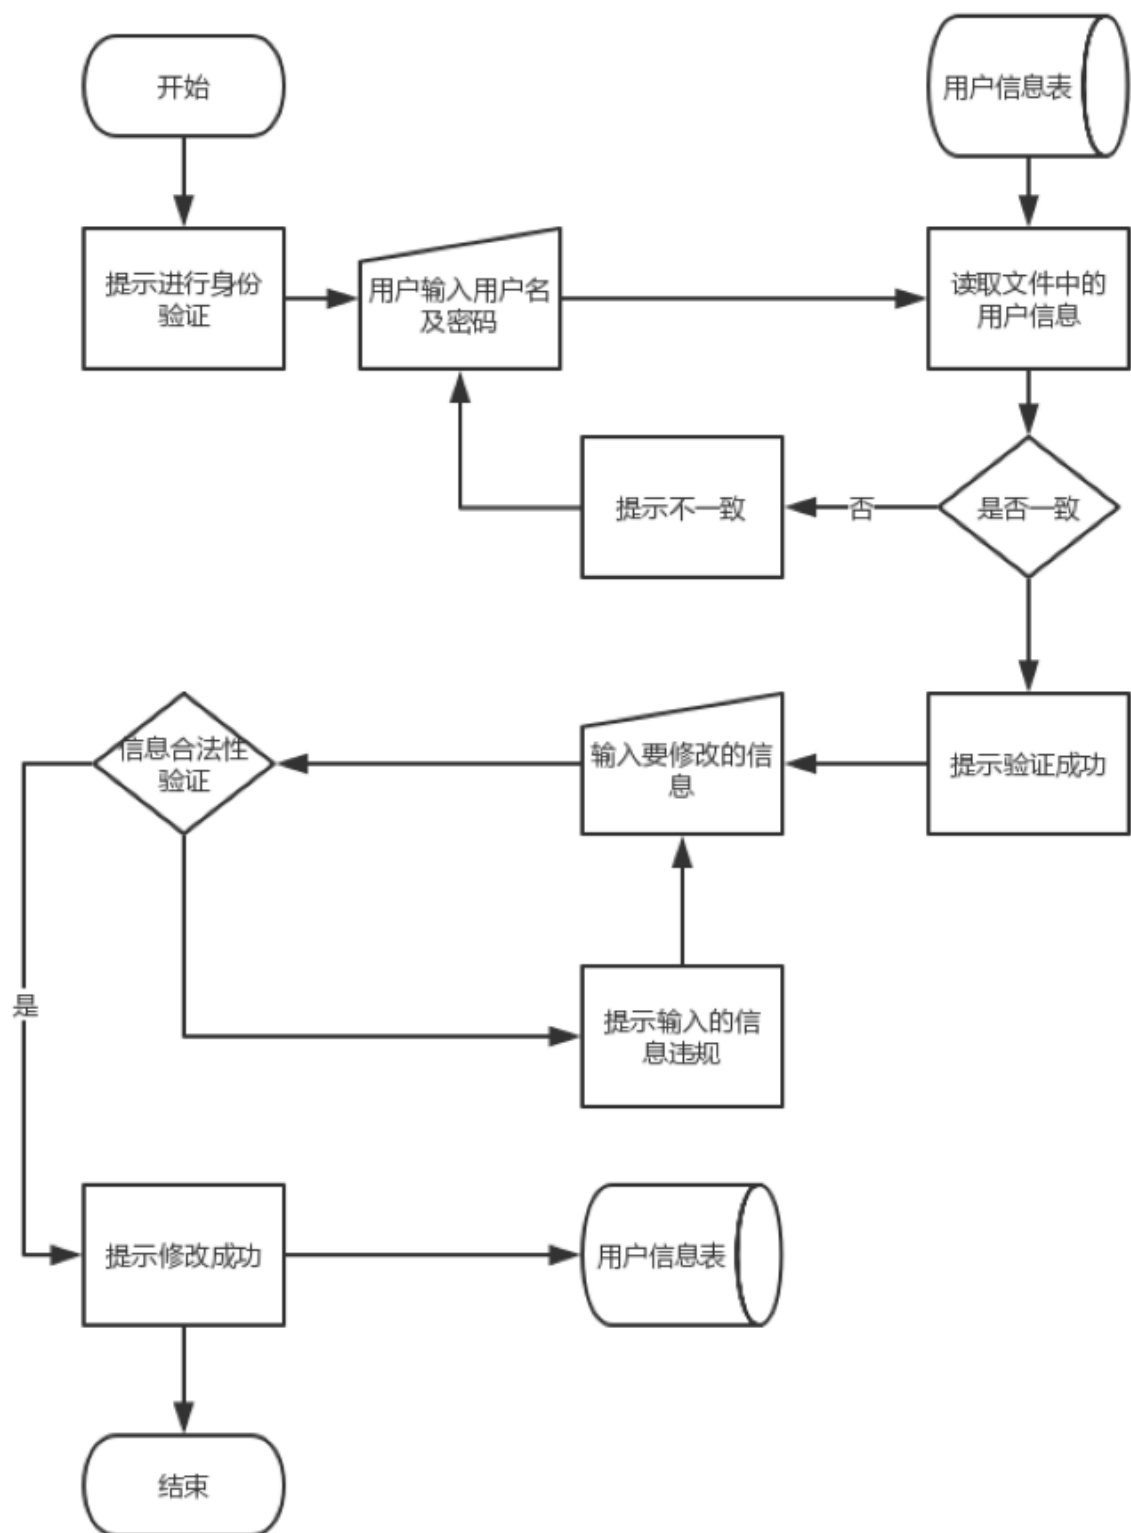 开始
用户信息表
提示进行身份
验证
用户输入用户名
及密码
读取文件中的
用户信息
提示不一致
否
是否一致
信息合法性
验证
输入要修改的信
息
提示验证成功
是
提示输入的信
息违规
提示修改成功
用户信息表
结束